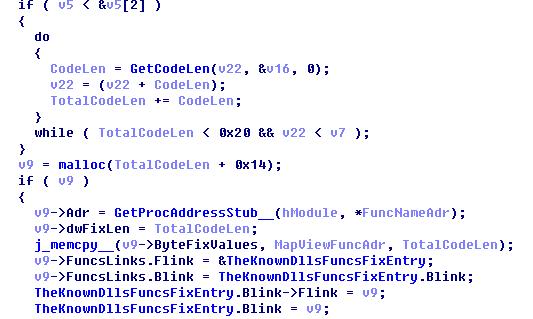 if ( v5 < &v5[2] )
{
do
{
CodeLen = GetCodeLen(v22, &v16, 0);
v22 = (v22 + CodeLen);
TotalCodeLen += CodeLen;
}
while ( TotalCodeLen < 0x20 && v22 < v7 );
}
v9 = malloc(TotalCodeLen + 0x14);
if ( v9 )
{
v9->Adr = GetProcAddressStub__(hModule, *FuncNameAdr);
v9->dwFixLen = TotalCodeLen;
j_memcpy__(v9->ByteFixValues, MapViewFuncAdr, TotalCodeLen);
v9->FuncsLinks.Flink = &TheKnownDllsFuncsFixEntry;
v9->FuncsLinks.Blink = TheKnownDllsFuncsFixEntry.Blink;
TheKnownDllsFuncsFixEntry.Blink->Flink = v9;
TheKnownDllsFuncsFixEntry.Blink = v9;